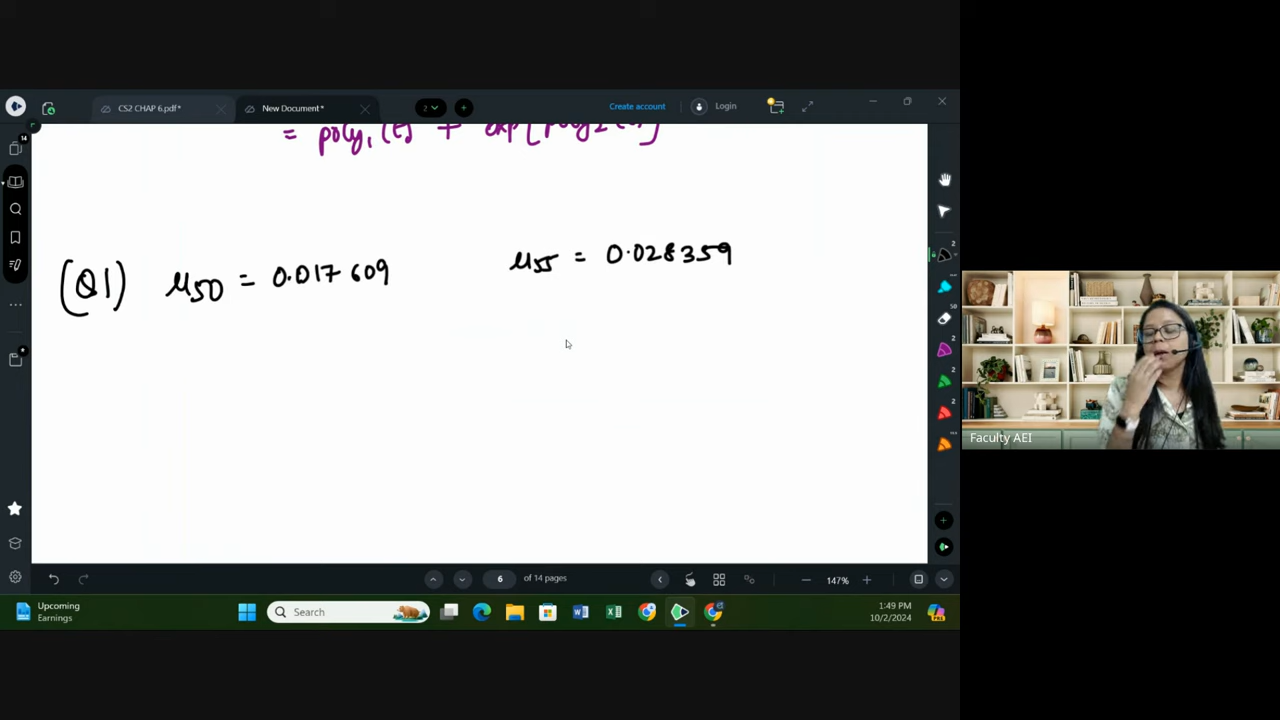 CS2 CHAP 6.pdf*
New Document*
2
Create account
Login
= poly₁(t) + exp[poly₂(t)]
(Q1) μ50 = 0.017609 μ55 = 0.028359
Faculty AEI
6 of 14 pages
147%
Upcoming
Earnings
Search
1:49 PM
10/2/2024